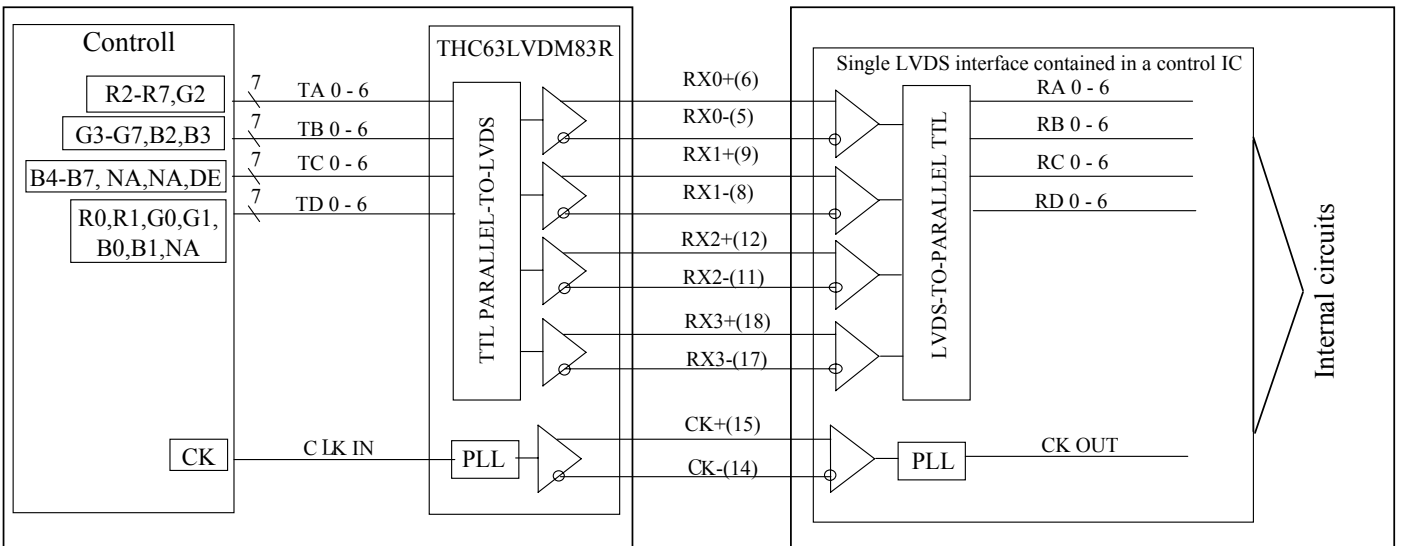 Controll
R2-R7,G2
G3-G7,B2,B3
B4-B7, NA,NA,DE
R0,R1,G0,G1,
B0,B1,NA
CK
7
TA 0 - 6
7
TB 0 - 6
7
TC 0 - 6
7
TD 0 - 6
CLK IN
THC63LVDM83R
TTL PARALLEL-TO-LVDS
PLL
RX0+(6)
RX0-(5)
RX1+(9)
RX1-(8)
RX2+(12)
RX2-(11)
RX3+(18)
RX3-(17)
CK+(15)
CK-(14)
Single LVDS interface contained in a control IC
LVDS-TO-PARALLEL TTL
PLL
RA 0 - 6
RB 0 - 6
RC 0 - 6
RD 0 - 6
CK OUT
Internal circuits